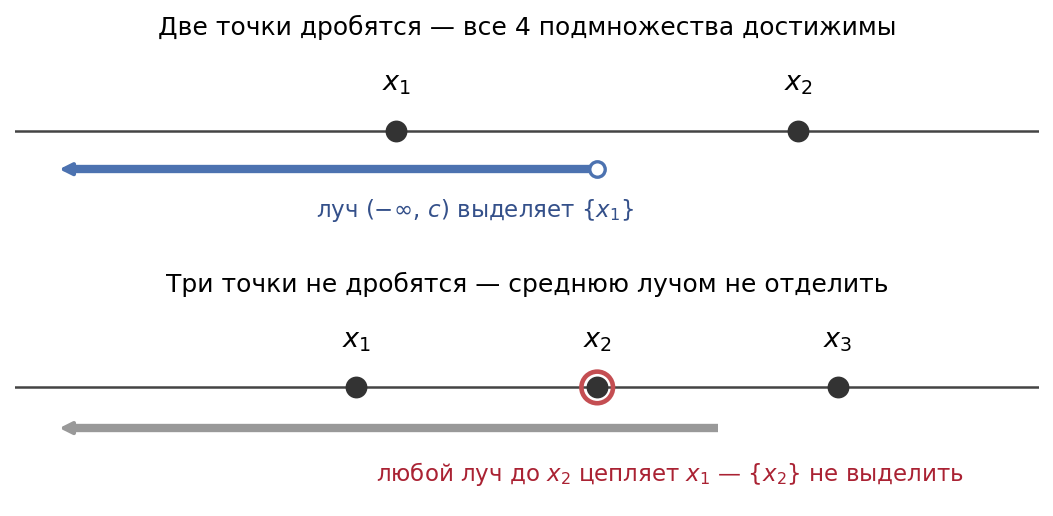 Две точки дробятся — все 4 подмножества достижимы
x₁ x₂
луч (−∞, c) выделяет {x₁}
Три точки не дробятся — среднюю лучом не отделить
x₁ x₂ x₃
любой луч до x₂ цепляет x₁ — {x₂} не выделить